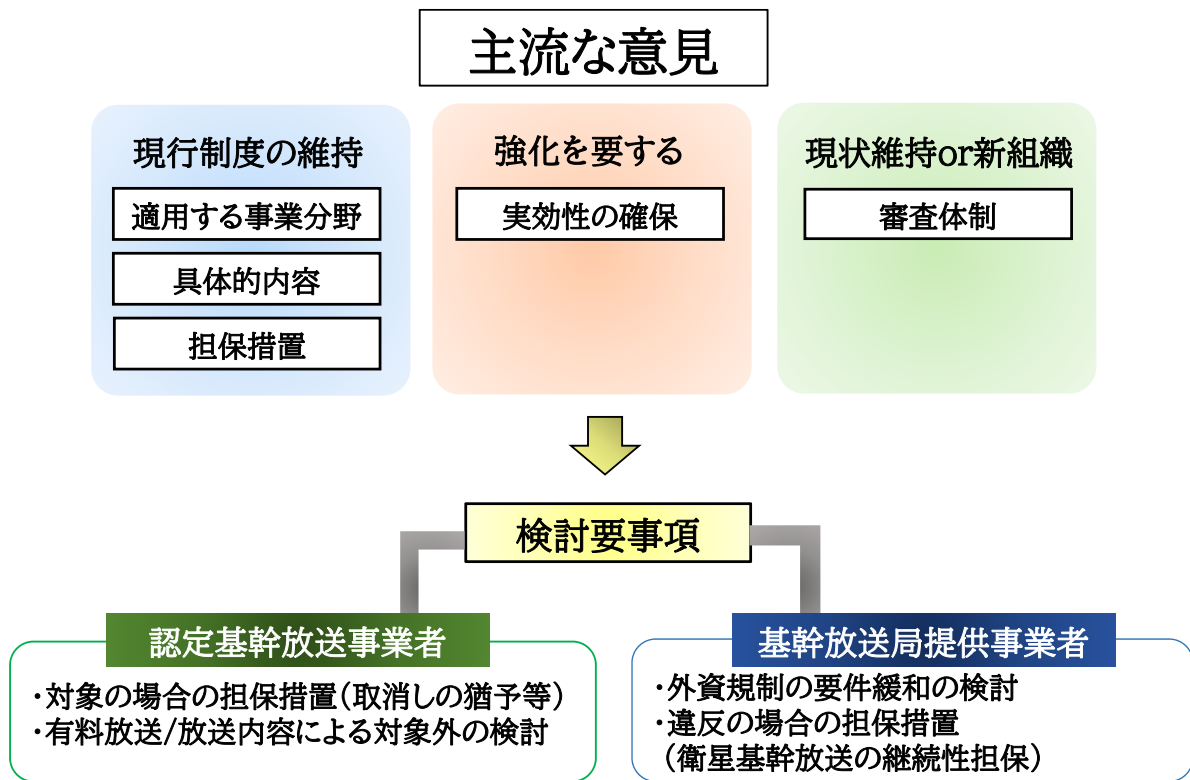 主流な意見
現行制度の維持
適用する事業分野
具体的内容
担保措置
強化を要する
実効性の確保
現状維持or新組織
審査体制
検討要事項
認定基幹放送事業者
・対象の場合の担保措置（取消しの猶予等）
・有料放送/放送内容による対象外の検討
基幹放送局提供事業者
・外資規制の要件緩和の検討
・違反の場合の担保措置
（衛星基幹放送の継続性担保）